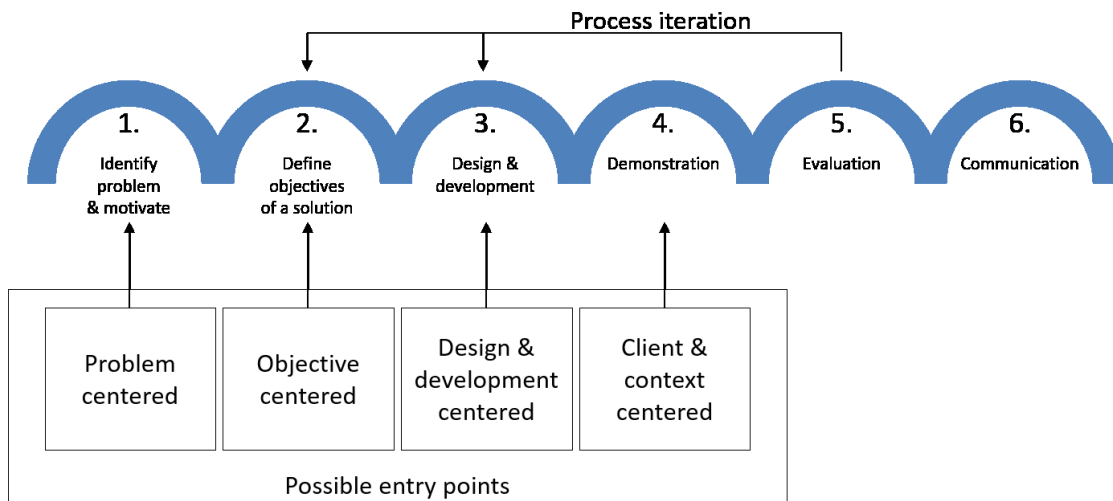 Process iteration
1.
Identify
problem
& motivate
2.
Define
objectives
of a solution
3.
Design &
development
4.
Demonstration
5.
Evaluation
6.
Communication
Problem
centered
Objective
centered
Design &
development
centered
Client &
context
centered
Possible entry points